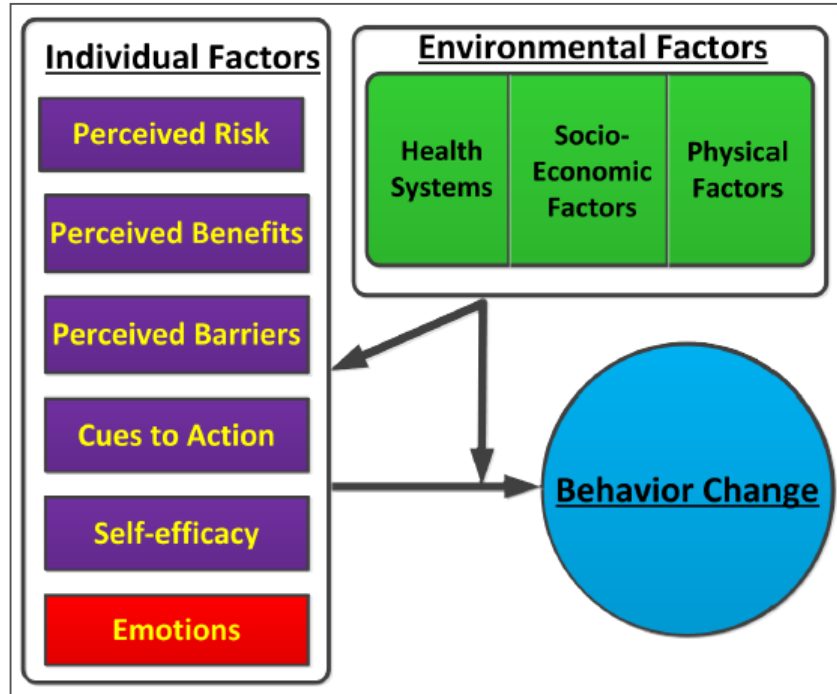 Individual Factors
Perceived Risk
Perceived Benefits
Perceived Barriers
Cues to Action
Self-efficacy
Emotions
Environmental Factors
Health
Systems
Socio-
Economic
Factors
Physical
Factors
Behavior Change